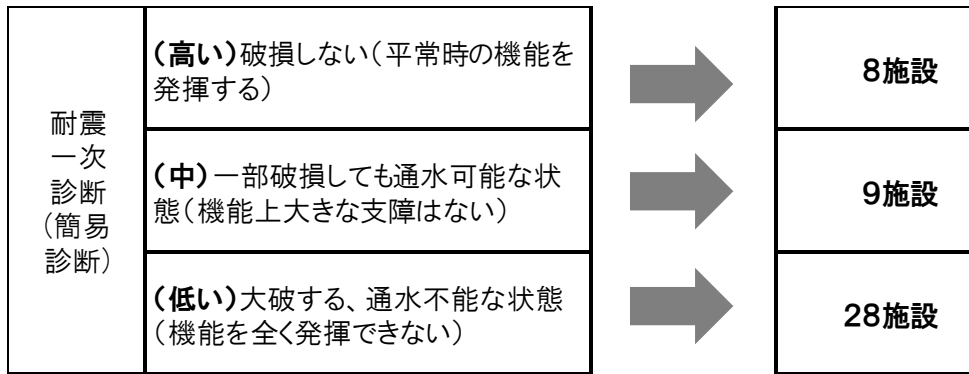 耐震
一次
診断
（簡易
診断）
（高い）破損しない（平常時の機能を
発揮する）
8施設
（中）一部破損しても通水可能な状
態（機能上大きな支障はない）
9施設
（低い）大破する、通水不能な状態
（機能を全く発揮できない）
28施設